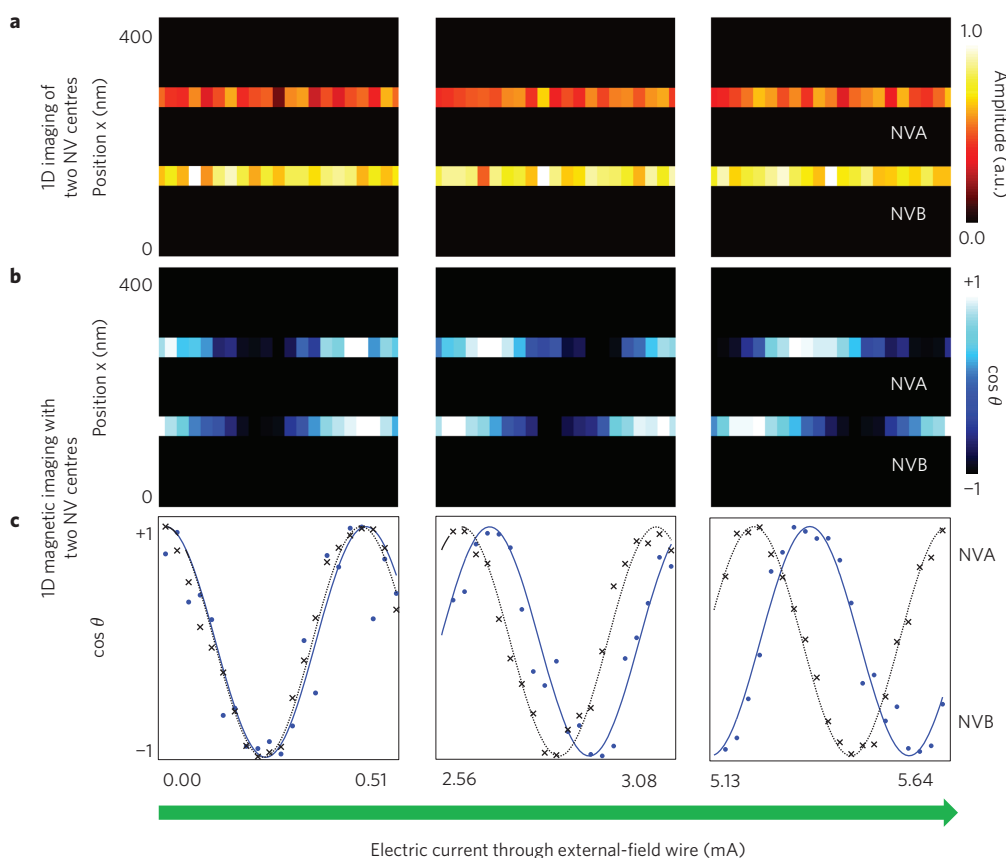 a
400
1D imaging of
two NV centres
Position x (nm)
0
NVA
NVB
1.0
Amplitude (a.u.)
0.0
b
400
1D magnetic imaging with
two NV centres
Position x (nm)
0
NVA
NVB
+1
cos θ
−1
c
+1
cos θ
−1
NVA
NVB
0.00
0.51
2.56
3.08
5.13
5.64
Electric current through external-field wire (mA)